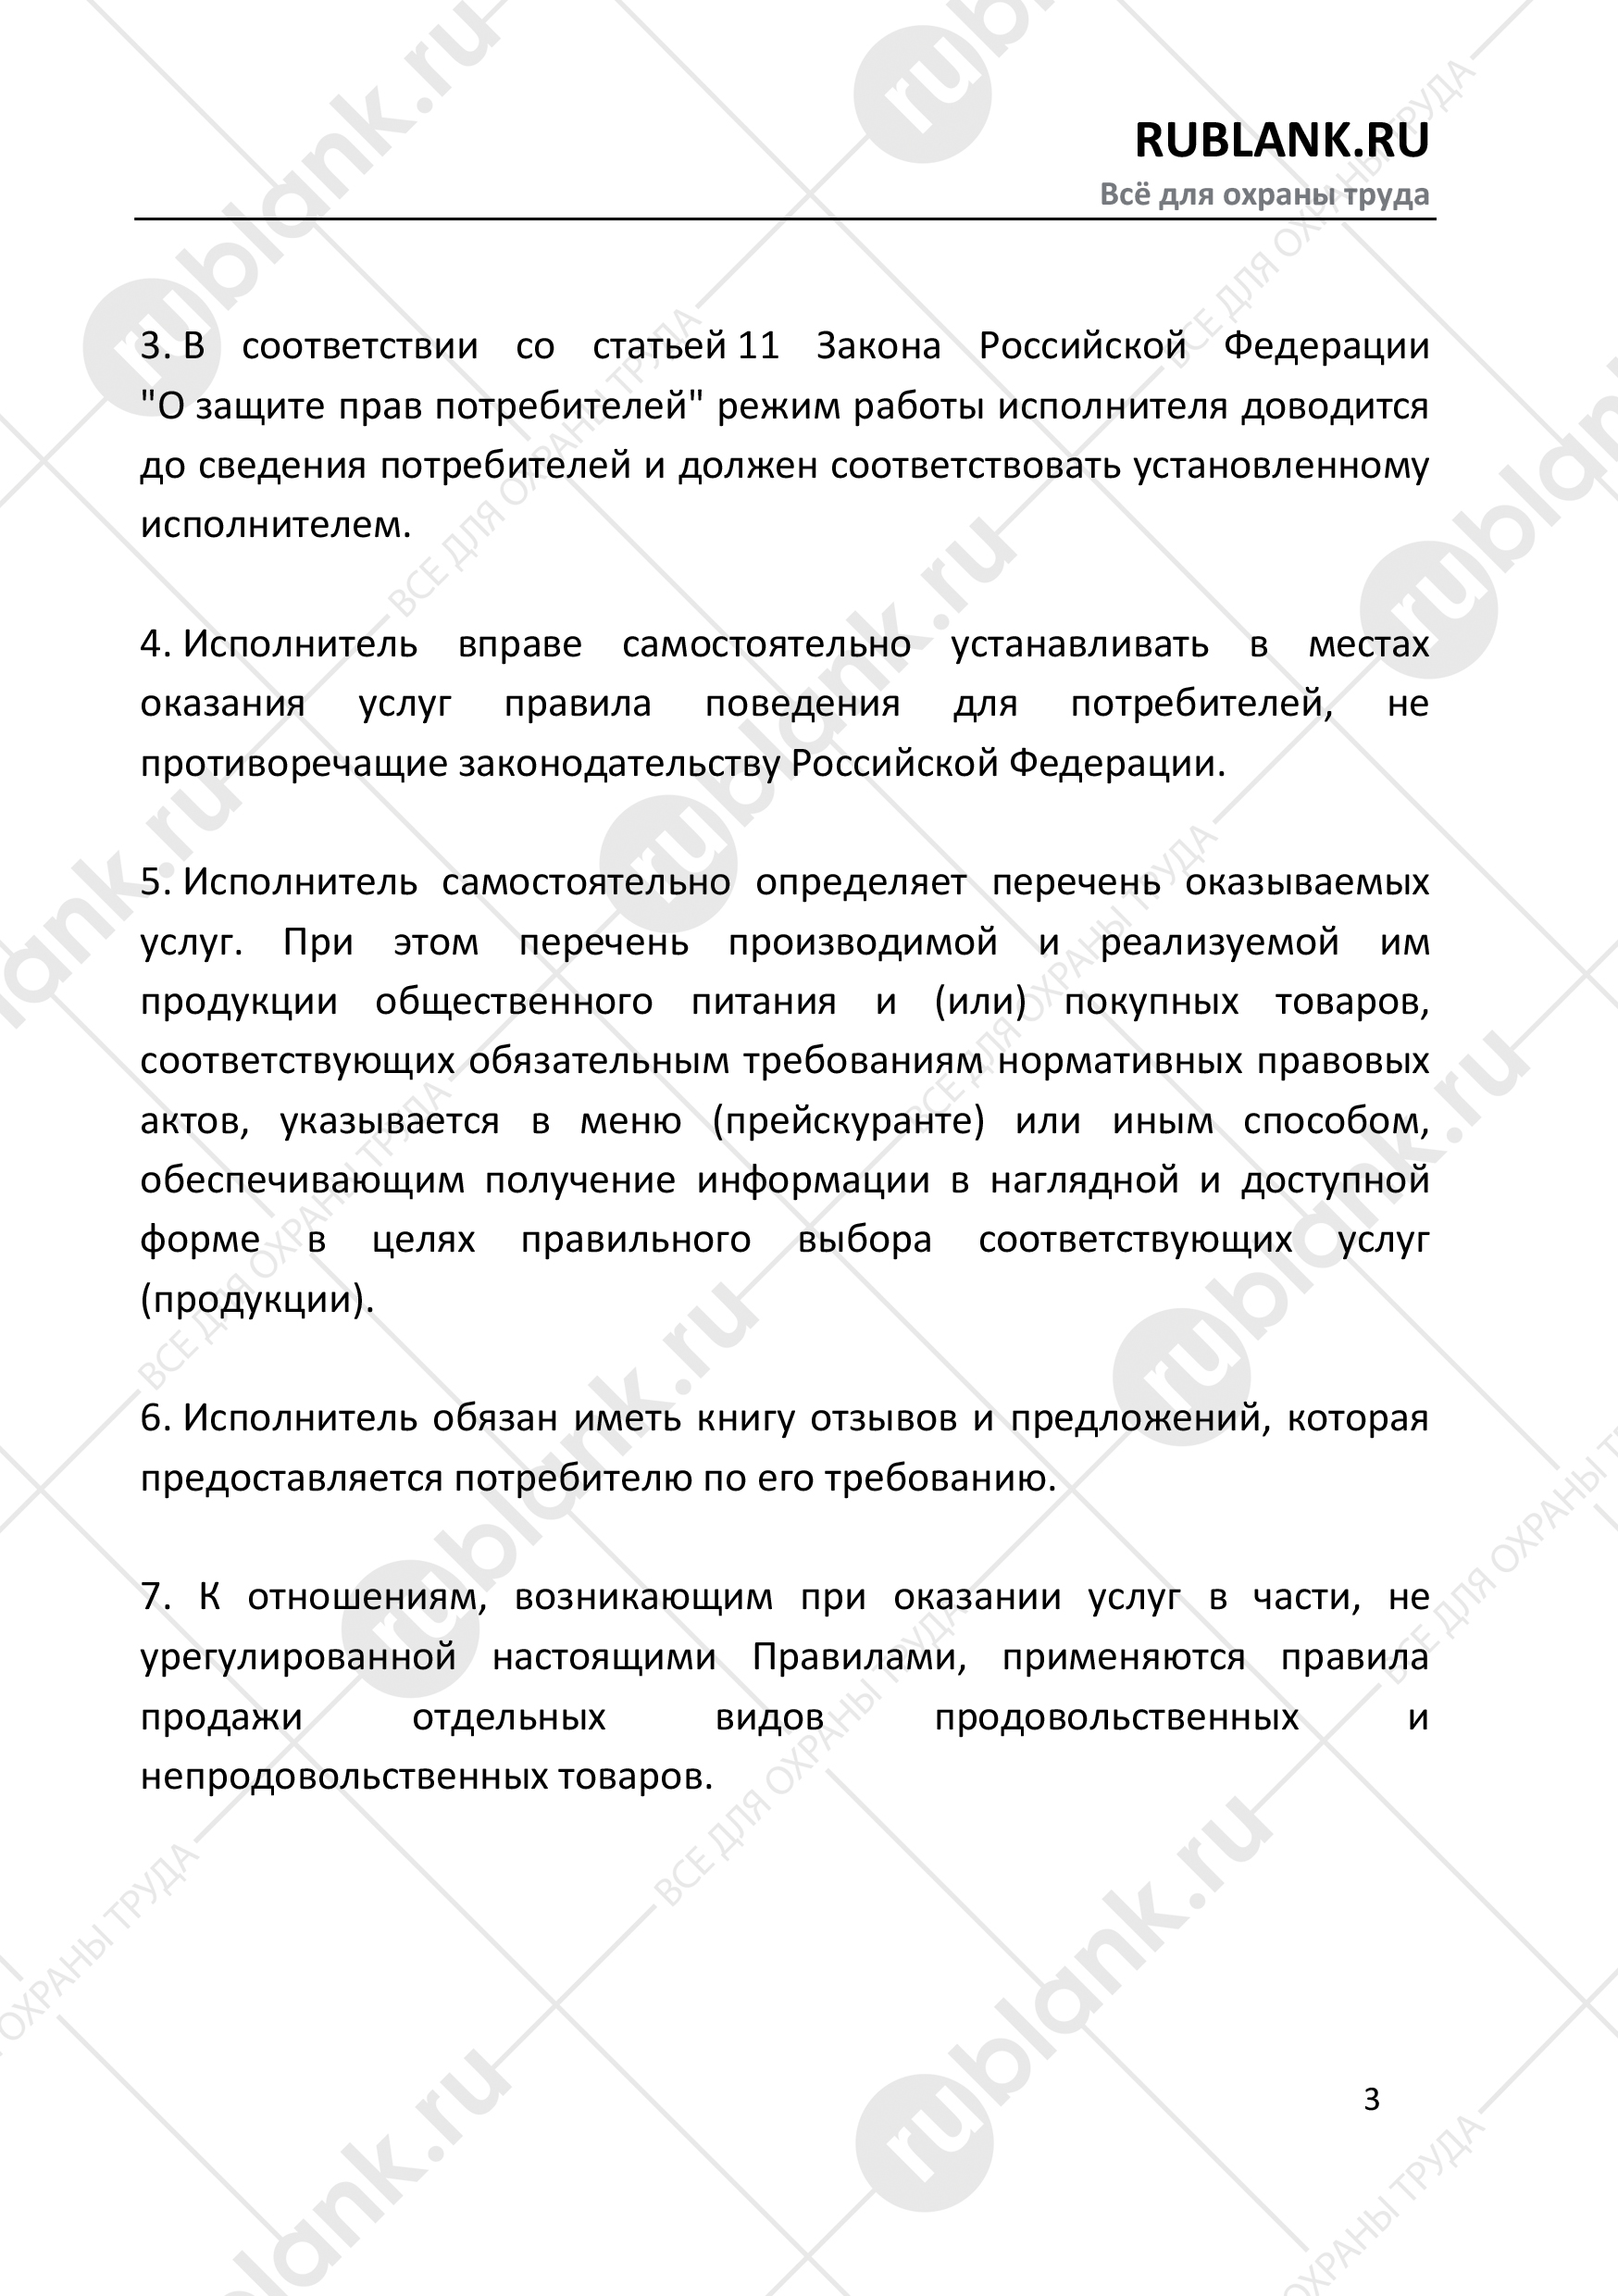 RUBLANK.RU
Всё для охраны труда
3. В соответствии со статьей 11 Закона Российской Федерации
"О защите прав потребителей" режим работы исполнителя доводится
до сведения потребителей и должен соответствовать установленному
исполнителем.
4. Исполнитель вправе самостоятельно устанавливать в местах
оказания услуг правила поведения для потребителей, не
противоречащие законодательству Российской Федерации.
5. Исполнитель самостоятельно определяет перечень оказываемых
услуг. При этом перечень производимой и реализуемой им
продукции общественного питания и (или) покупных товаров,
соответствующих обязательным требованиям нормативных правовых
актов, указывается в меню (прейскуранте) или иным способом,
обеспечивающим получение информации в наглядной и доступной
форме в целях правильного выбора соответствующих услуг
(продукции).
6. Исполнитель обязан иметь книгу отзывов и предложений, которая
предоставляется потребителю по его требованию.
7. К отношениям, возникающим при оказании услуг в части, не
урегулированной настоящими Правилами, применяются правила
продажи отдельных видов продовольственных и
непродовольственных товаров.
3